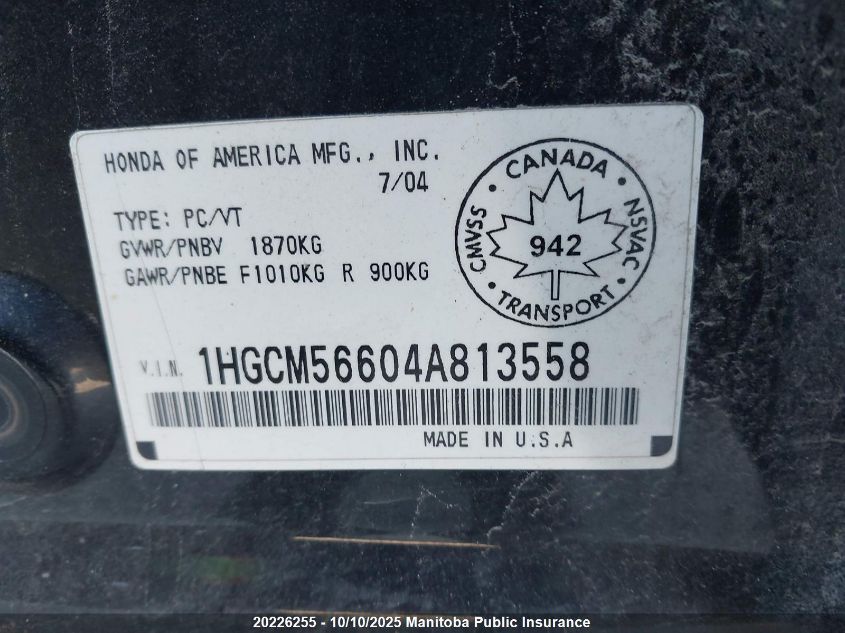 HONDA OF AMERICA MFG., INC.
7/04
TYPE: PC/VT
GVWR/PNBV 1870KG
GAWR/PNBE F1010KG R 900KG
CANADA
CMVSS
942
NSVAC
TRANSPORT
V.I.N. 1HGCM56604A813558
MADE IN U.S.A
20226255 - 10/10/2025 Manitoba Public Insurance